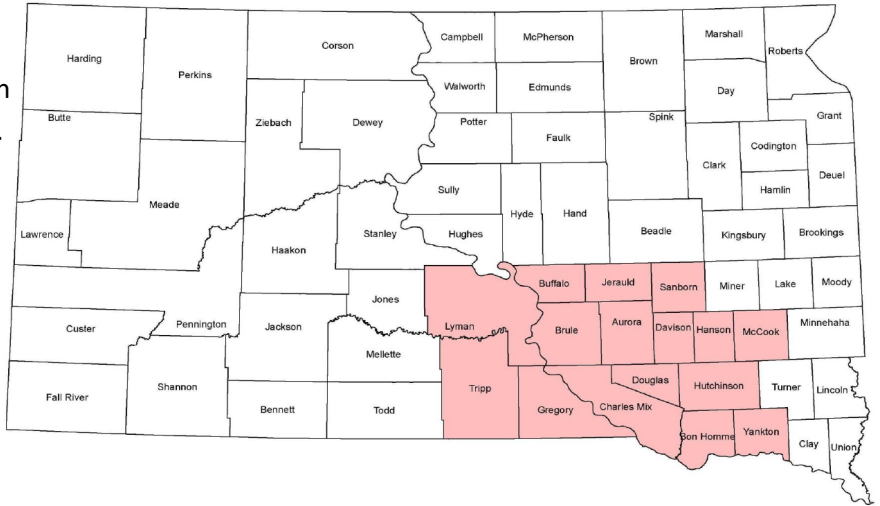 Harding
Perkins
Corson
Campbell
McPherson
Brown
Marshall
Roberts
Butte
Ziebach
Dewey
Walworth
Edmunds
Day
Potter
Faulk
Spink
Grant
Codington
Clark
Hamlin
Deuel
Meade
Sully
Hyde
Hand
Lawrence
Haakon
Stanley
Hughes
Beadle
Kingsbury
Brookings
Buffalo
Jerauld
Sanborn
Miner
Lake
Moody
Jones
Custer
Pennington
Jackson
Lyman
Brule
Aurora
Davison
Hanson
McCook
Minnehaha
Mellette
Fall River
Shannon
Bennett
Todd
Tripp
Gregory
Charles Mix
Douglas
Hutchinson
Turner
Lincoln
Bon Homme
Yankton
Clay
Union